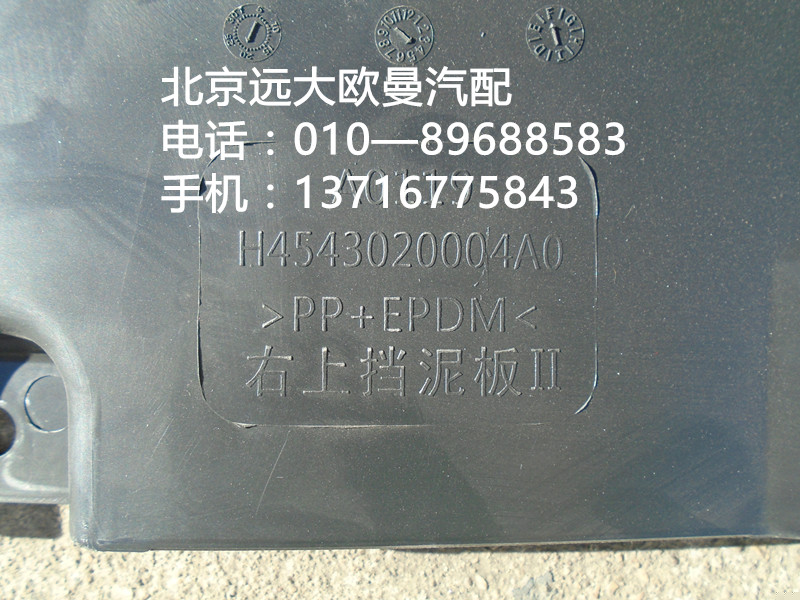 北京远大欧曼汽配
电话：010—89688583
手机：13716775843
A0119
H4543020004A0
>PP+EPDM<
右上挡泥板II